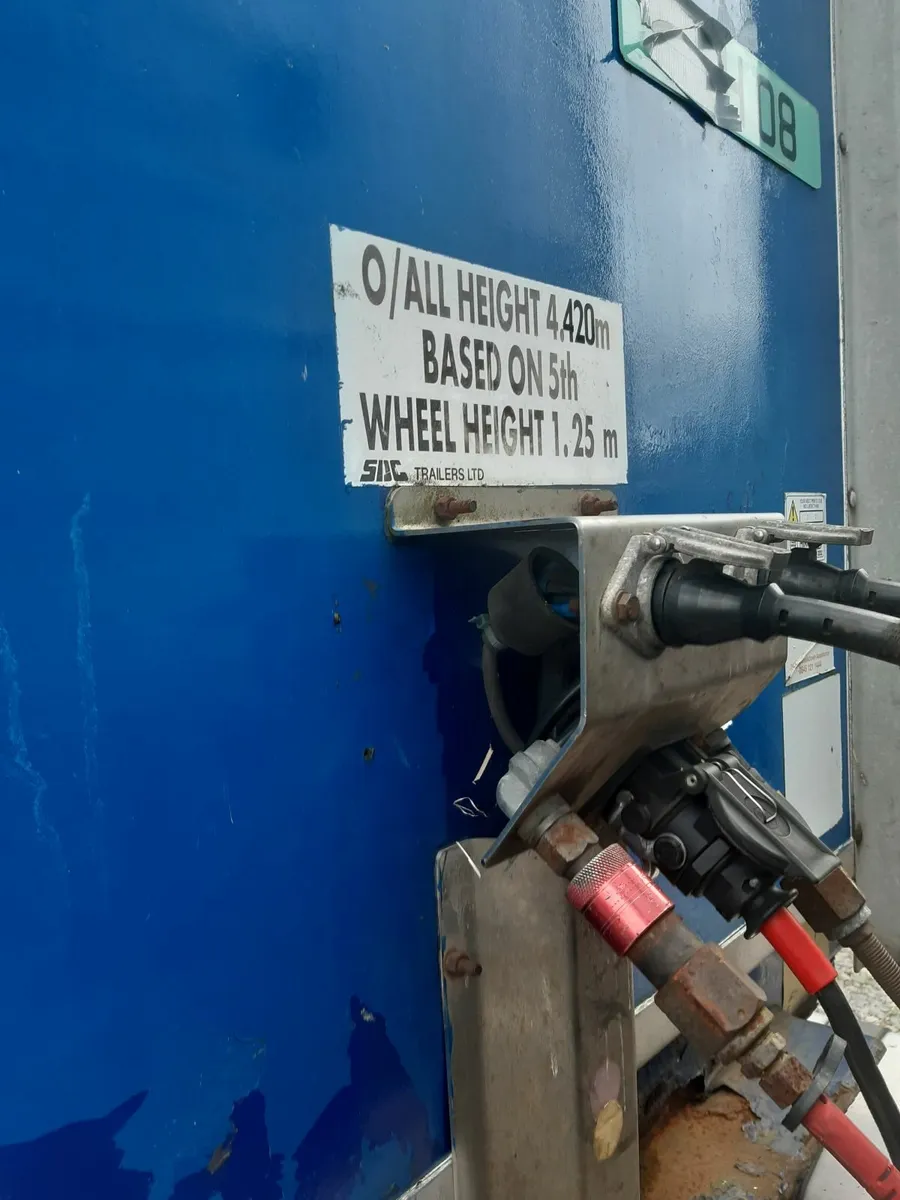 08
O/ALL HEIGHT 4.420m
BASED ON 5th
WHEEL HEIGHT 1.25 m
SDC TRAILERS LTD